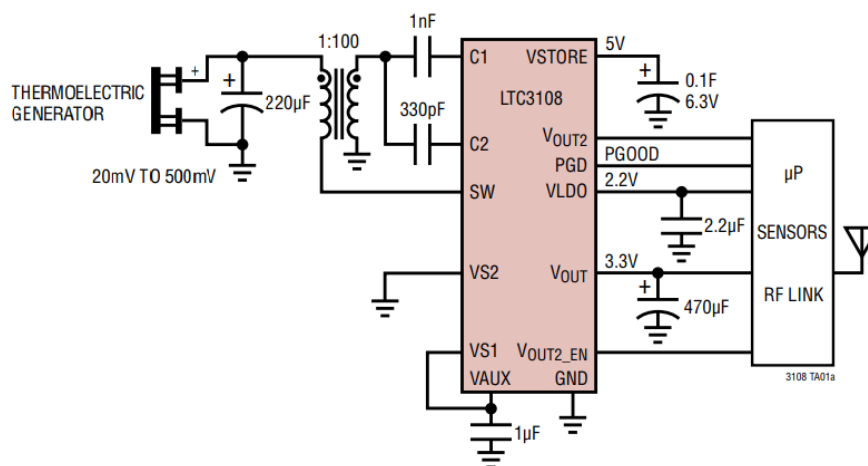 THERMOELECTRIC
GENERATOR
+
+
220µF
20mV TO 500mV
1:100
1nF
330pF
C1
C2
SW
VS2
VS1
VAUX
LTC3108
VSTORE
VOUT2
PGD
VLDO
VOUT
VOUT2_EN
GND
1µF
5V
+
0.1F
6.3V
PGOOD
2.2V
2.2µF
3.3V
+
470µF
µP
SENSORS
RF LINK
3108 TA01a